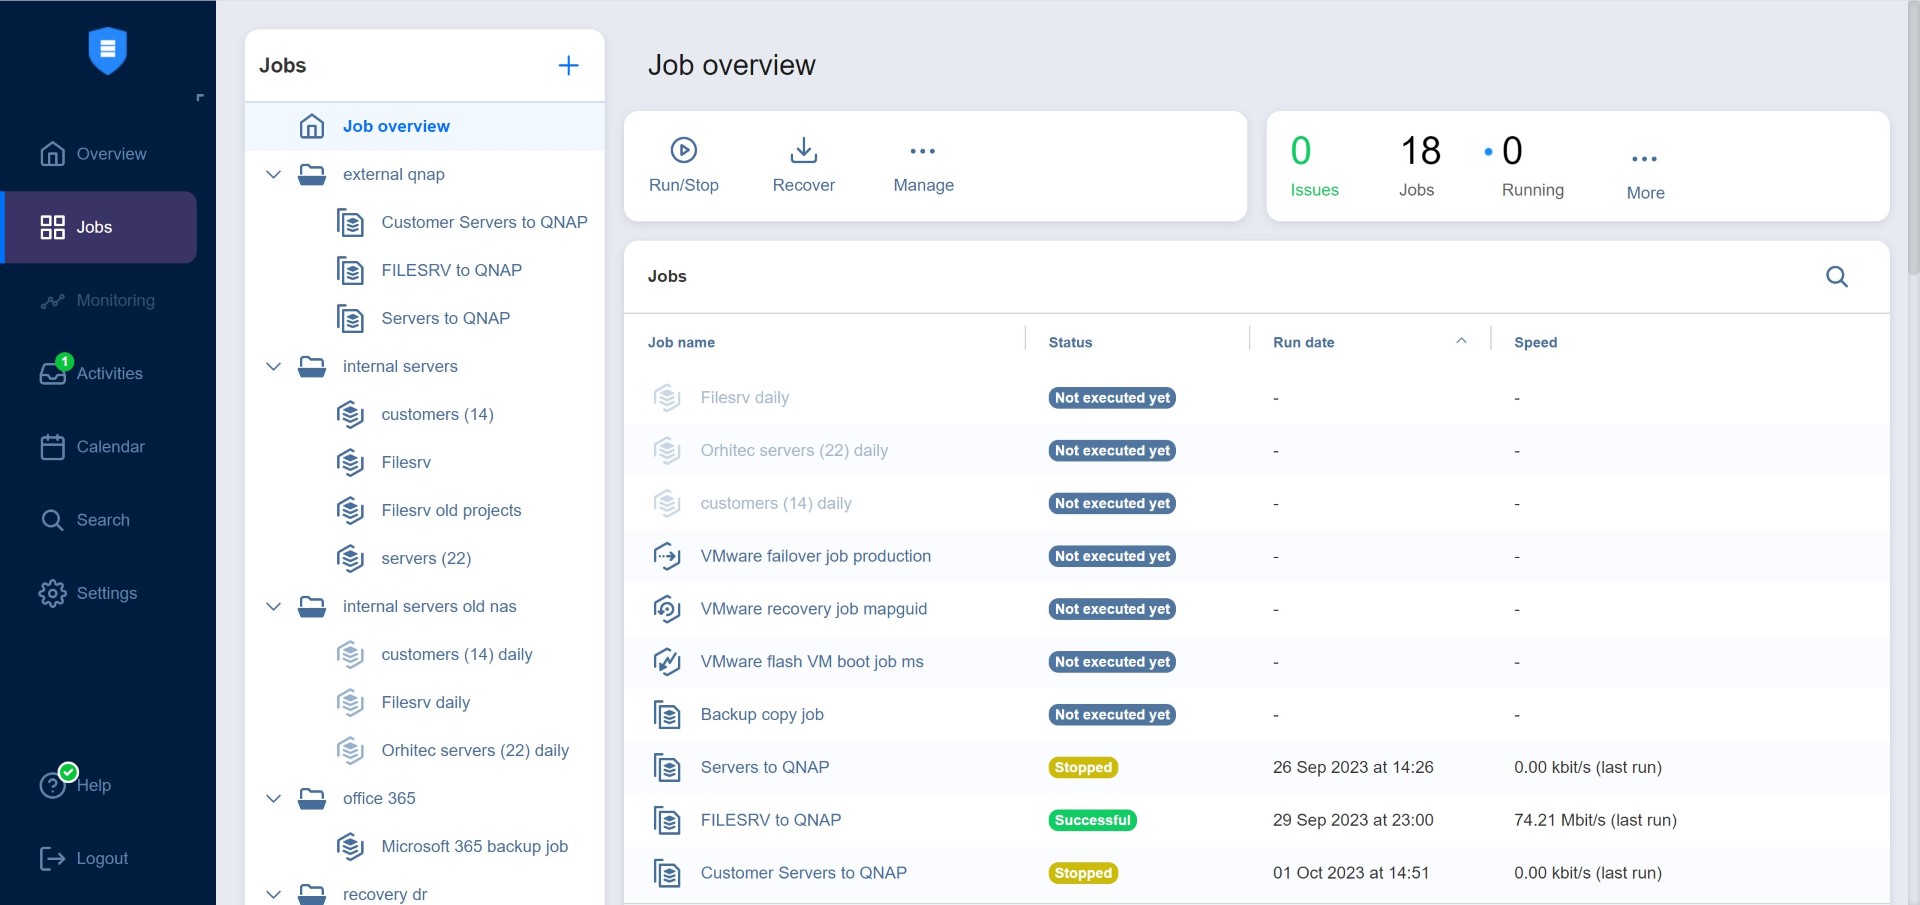 Overview
Jobs
Monitoring
1
Activities
Calendar
Search
Settings
Help
Logout
Jobs
Job overview
external qnap
Customer Servers to QNAP
FILESRV to QNAP
Servers to QNAP
internal servers
customers (14)
Filesrv
Filesrv old projects
servers (22)
internal servers old nas
customers (14) daily
Filesrv daily
Orhitec servers (22) daily
office 365
Microsoft 365 backup job
recovery dr
Job overview
Run/Stop Recover Manage
0 18 0
Issues Jobs Running More
Jobs
Job name Status Run date Speed
Filesrv daily Not executed yet - -
Orhitec servers (22) daily Not executed yet - -
customers (14) daily Not executed yet - -
VMware failover job production Not executed yet - -
VMware recovery job mapguid Not executed yet - -
VMware flash VM boot job ms Not executed yet - -
Backup copy job Not executed yet - -
Servers to QNAP Stopped 26 Sep 2023 at 14:26 0.00 kbit/s (last run)
FILESRV to QNAP Successful 29 Sep 2023 at 23:00 74.21 Mbit/s (last run)
Customer Servers to QNAP Stopped 01 Oct 2023 at 14:51 0.00 kbit/s (last run)